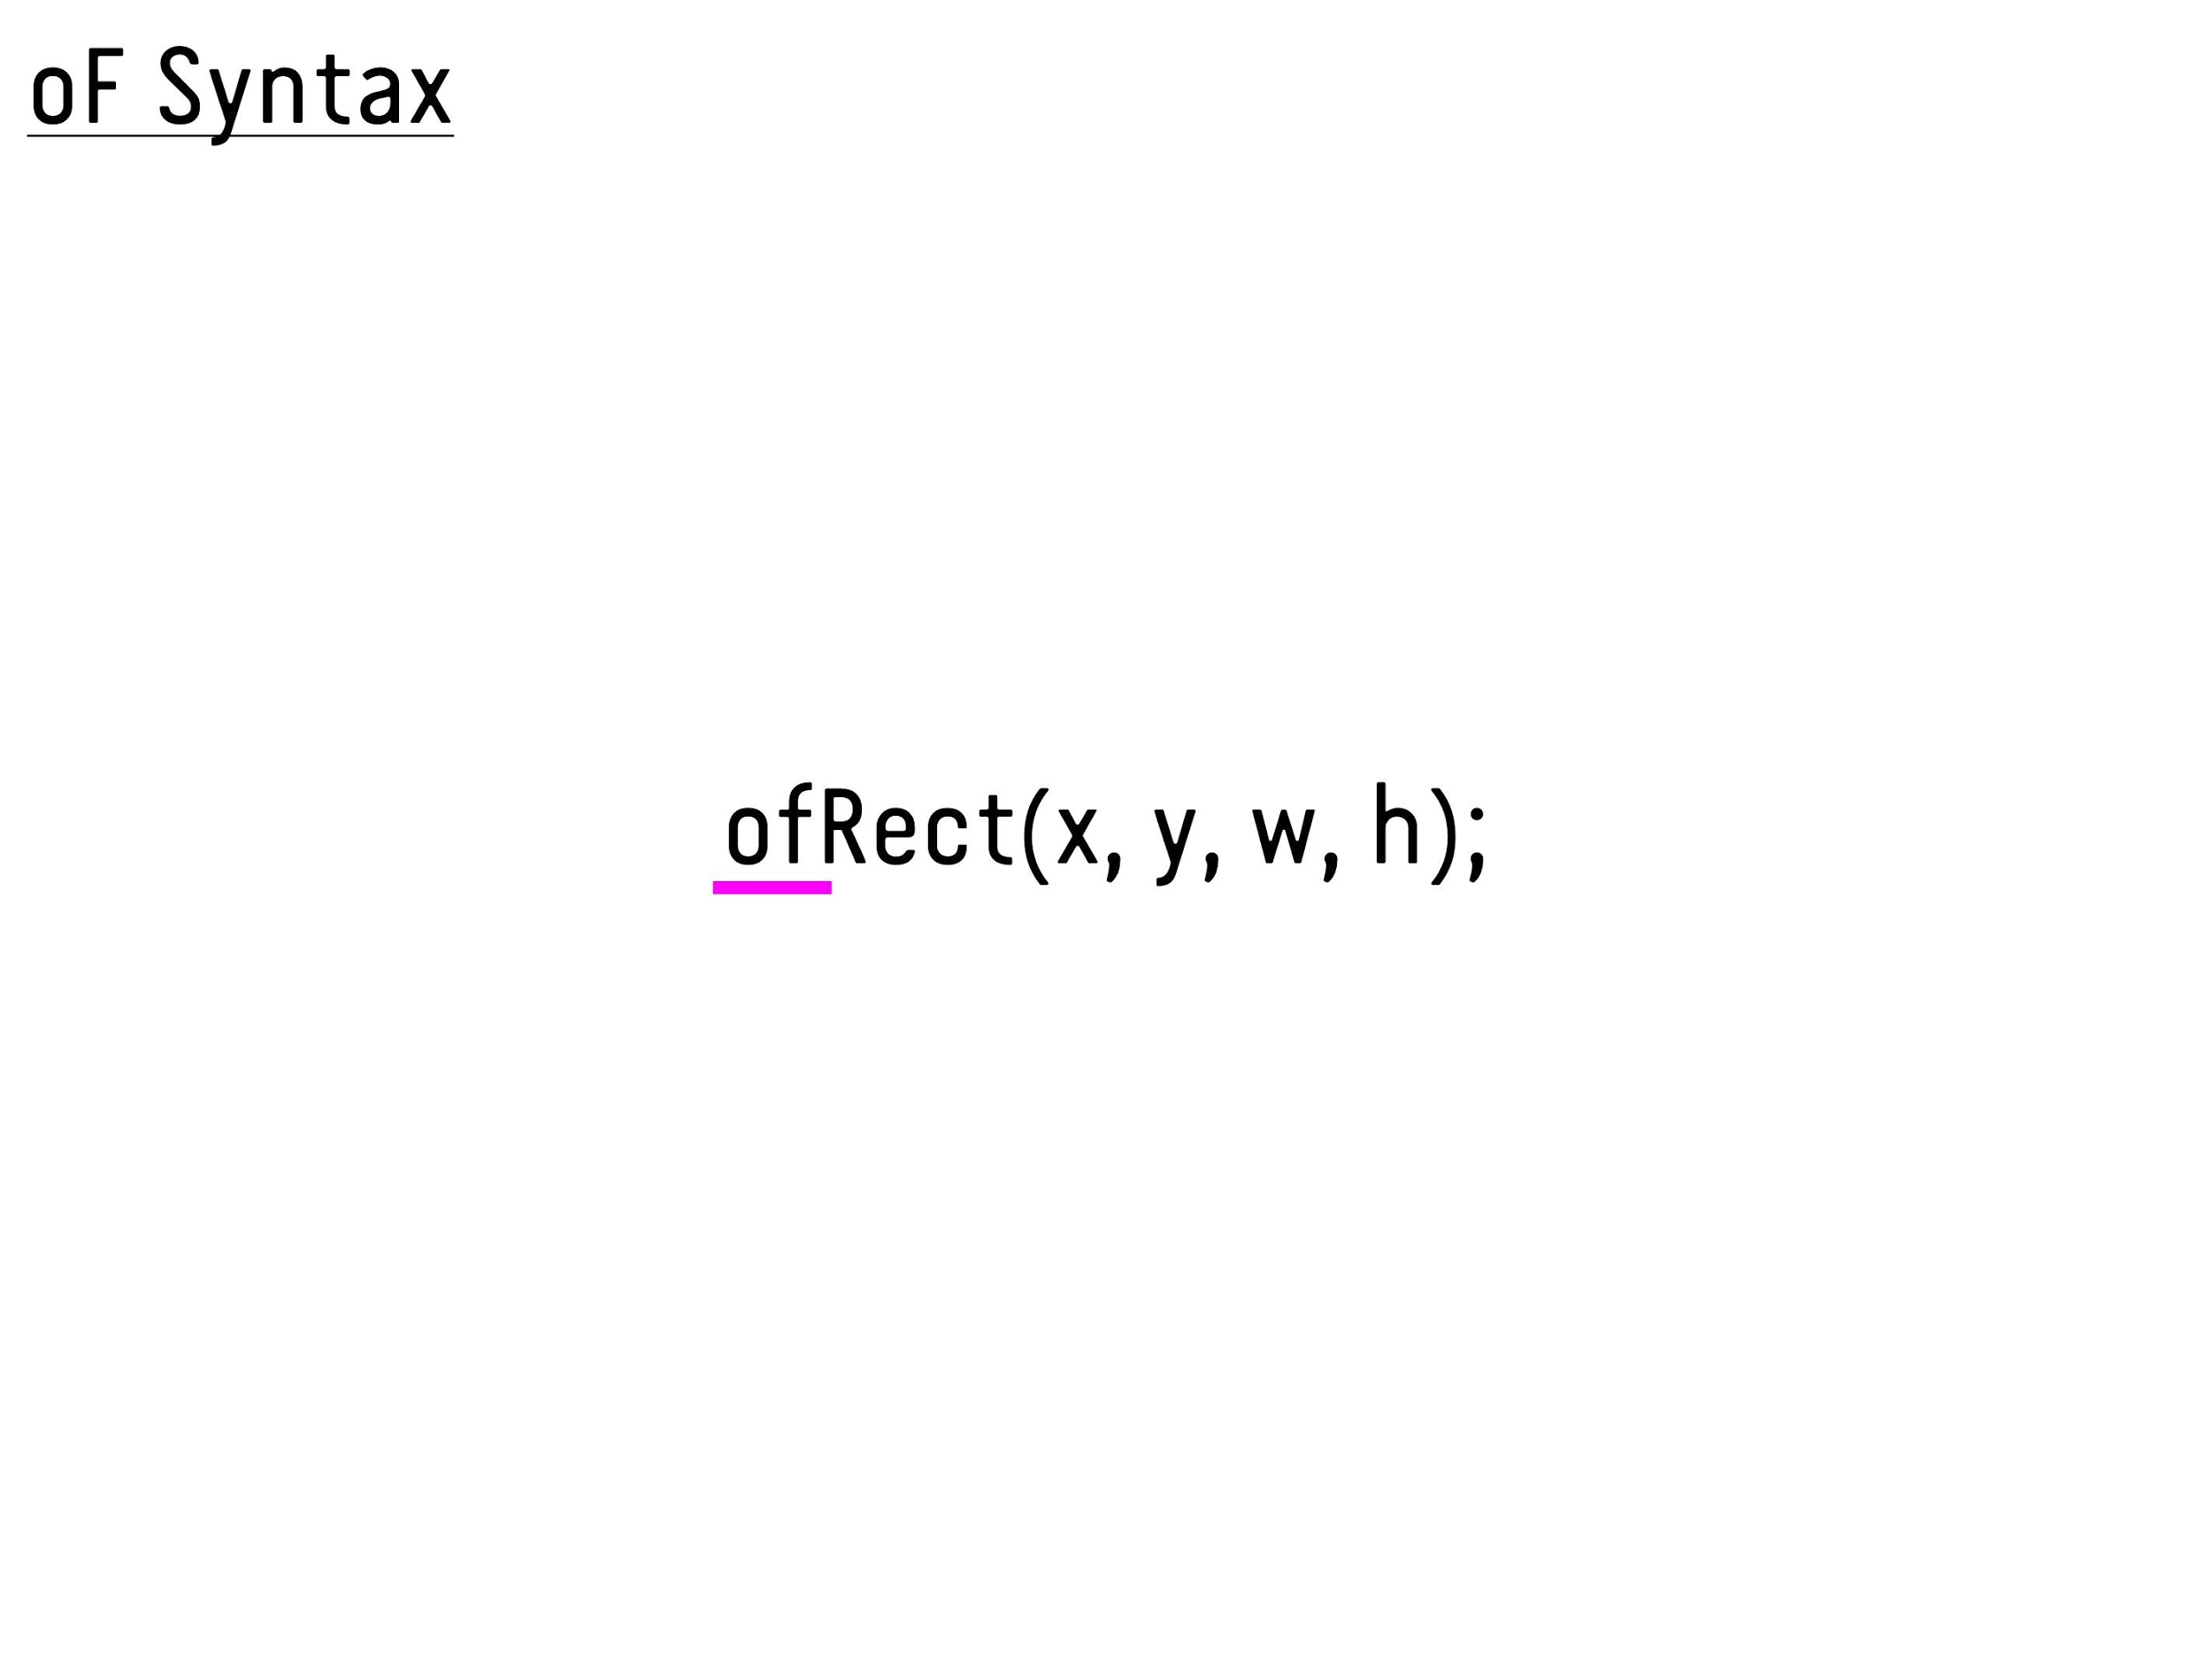 oF Syntax
ofRect(x, y, w, h);